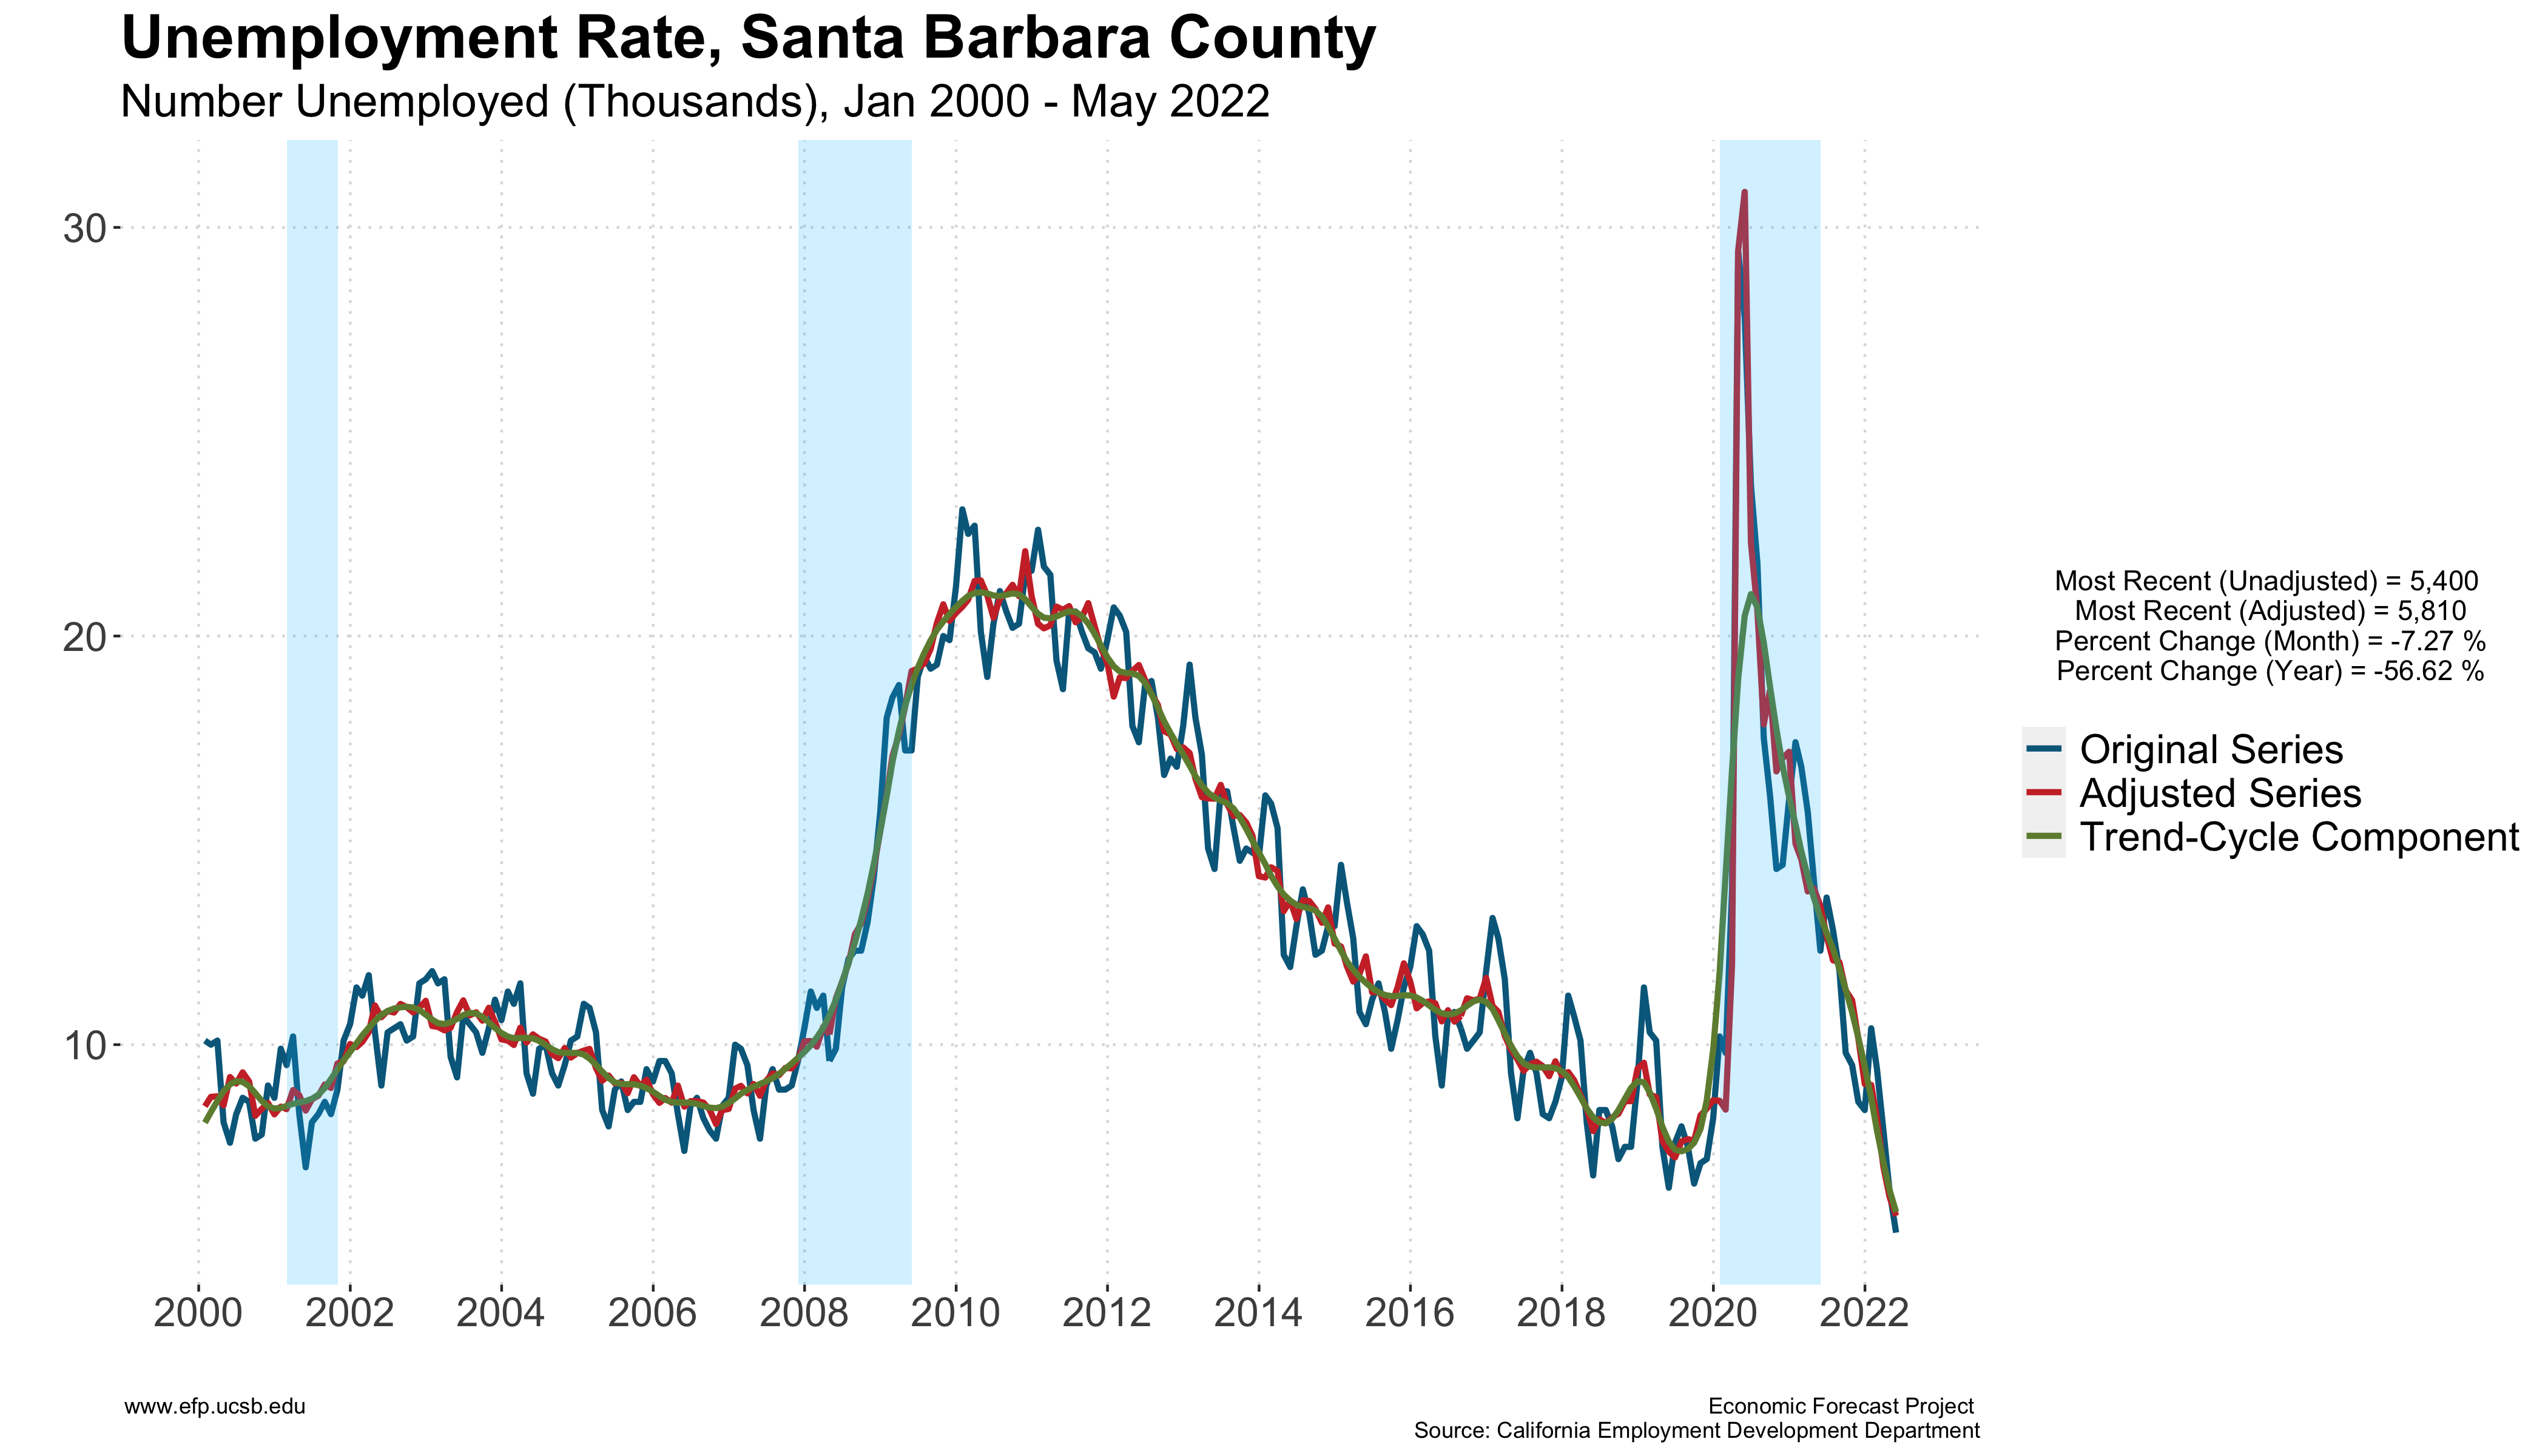 Unemployment Rate, Santa Barbara County
Number Unemployed (Thousands), Jan 2000 - May 2022
30
20
10
2000 2002 2004 2006 2008 2010 2012 2014 2016 2018 2020 2022
Most Recent (Unadjusted) = 5,400
Most Recent (Adjusted) = 5,810
Percent Change (Month) = -7.27 %
Percent Change (Year) = -56.62 %
Original Series
Adjusted Series
Trend-Cycle Component
www.efp.ucsb.edu
Economic Forecast Project
Source: California Employment Development Department